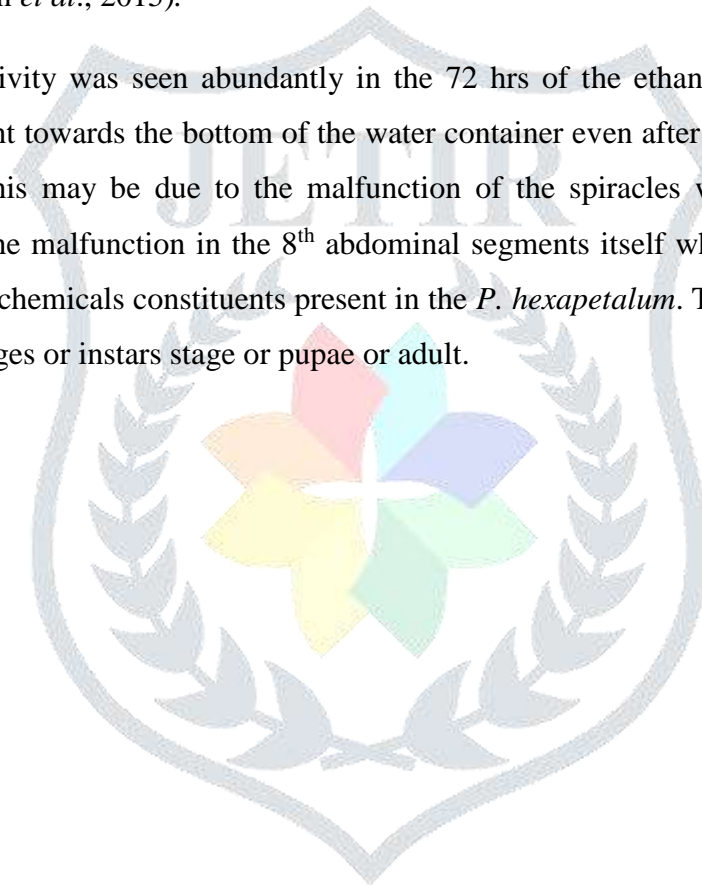 et al., 2015).
JETIR
ivity was seen abundantly in the 72 hrs of the ethan
nt towards the bottom of the water container even after
his may be due to the malfunction of the spiracles w
he malfunction in the 8th abdominal segments itself wh
chemicals constituents present in the P. hexapetalum. T
ges or instars stage or pupae or adult.